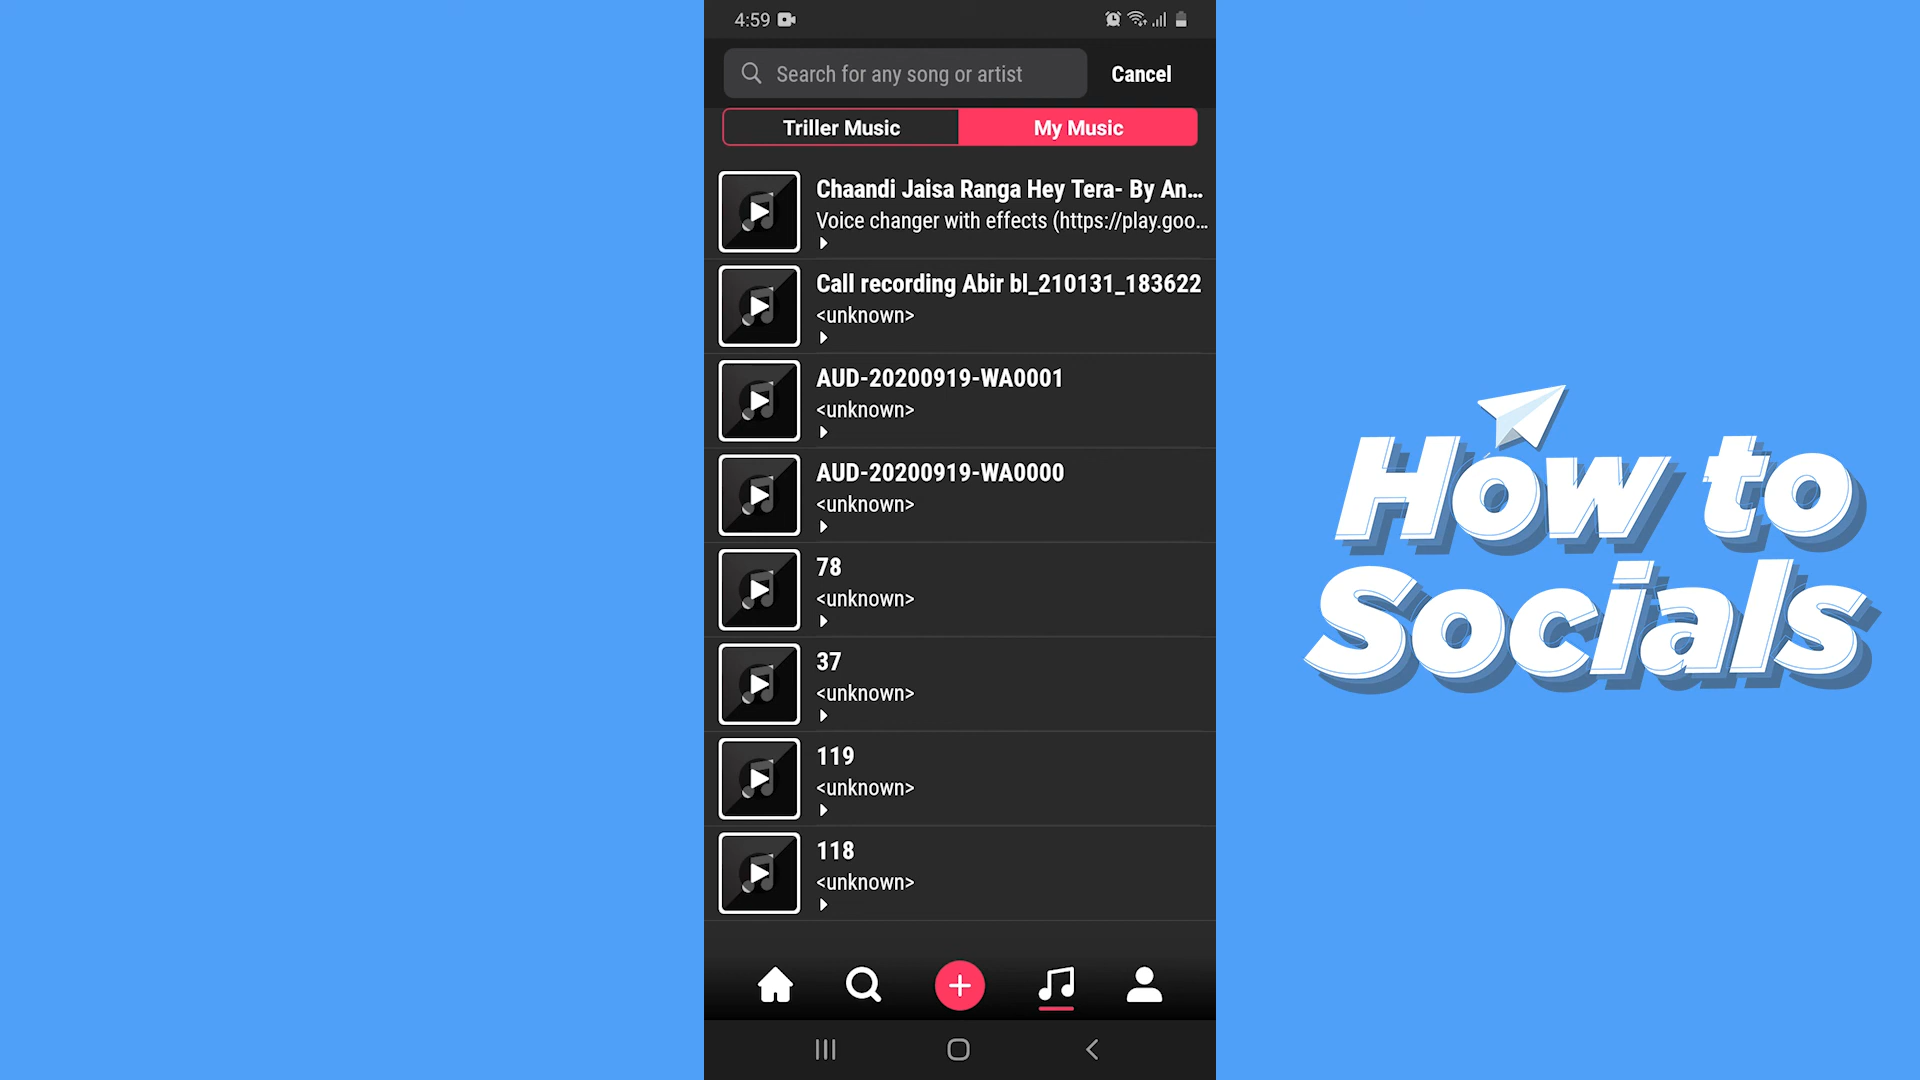 4:59
Search for any song or artist
Cancel
Triller Music
My Music
Chaandi Jaisa Ranga Hey Tera- By An...
Voice changer with effects (https://play.goo...
Call recording Abir bl_210131_183622
<unknown>
AUD-20200919-WA0001
<unknown>
AUD-20200919-WA0000
<unknown>
78
<unknown>
37
<unknown>
119
<unknown>
118
<unknown>
How to
Socials